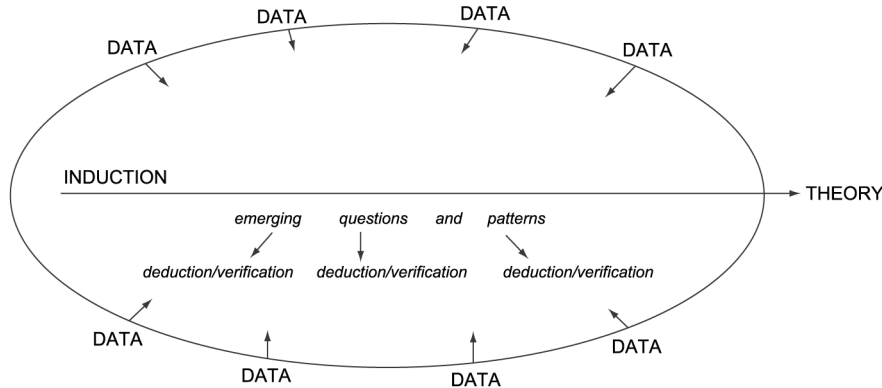 DATA
DATA
DATA
DATA
INDUCTION
THEORY
emerging questions and patterns
deduction/verification deduction/verification deduction/verification
DATA
DATA
DATA
DATA